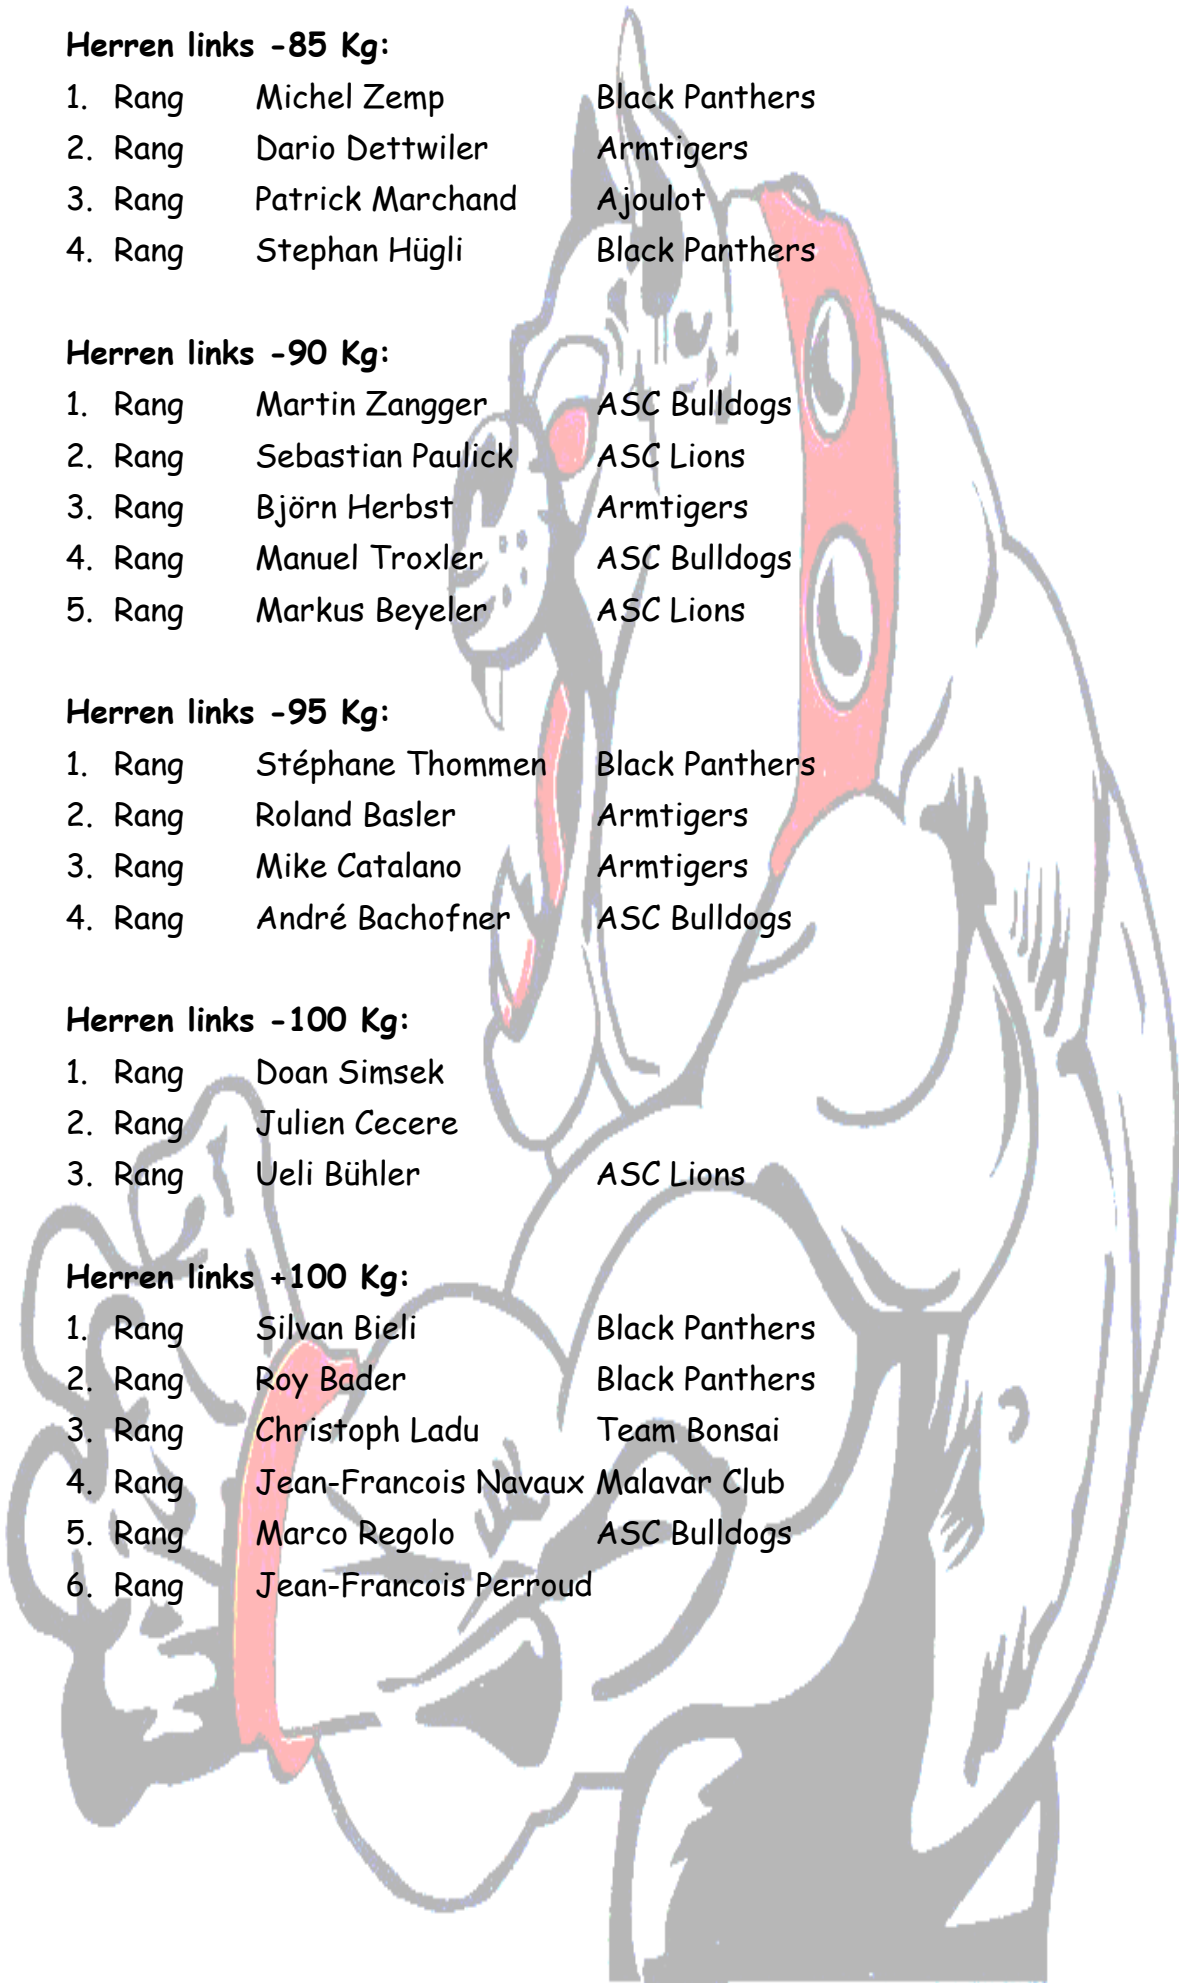 Herren links -85 Kg:
1. Rang Michel Zemp Black Panthers
2. Rang Dario Dettwiler Armtigers
3. Rang Patrick Marchand Ajoulot
4. Rang Stephan Hügli Black Panthers
Herren links -90 Kg:
1. Rang Martin Zangger ASC Bulldogs
2. Rang Sebastian Paulick ASC Lions
3. Rang Björn Herbst Armtigers
4. Rang Manuel Troxler ASC Bulldogs
5. Rang Markus Beyeler ASC Lions
Herren links -95 Kg:
1. Rang Stéphane Thommen Black Panthers
2. Rang Roland Basler Armtigers
3. Rang Mike Catalano Armtigers
4. Rang André Bachofner ASC Bulldogs
Herren links -100 Kg:
1. Rang Doan Simsek
2. Rang Julien Cecere
3. Rang Ueli Bühler ASC Lions
Herren links +100 Kg:
1. Rang Silvan Bieli Black Panthers
2. Rang Roy Bader Black Panthers
3. Rang Christoph Ladu Team Bonsai
4. Rang Jean-Francois Navaux Malavar Club
5. Rang Marco Regolo ASC Bulldogs
6. Rang Jean-Francois Perroud